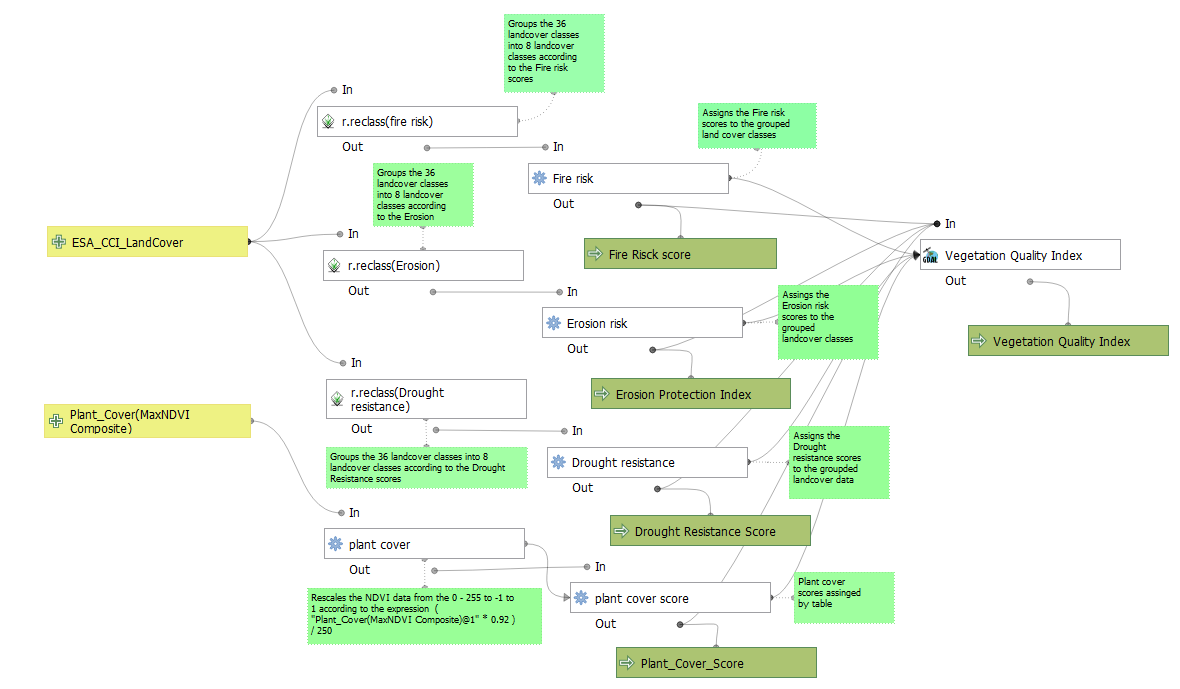 Groups the 36
landcover classes
into 8 landcover
classes according
to the Fire risk
scores
In
r.reclass(fire risk)
Out
Assigns the Fire risk
scores to the grouped
land cover classes
In
Fire risk
Out
Groups the 36
landcover classes
into 8 landcover
classes according
to the Erosion
ESA_CCI_LandCover
In
r.reclass(Erosion)
Out
Fire Risck score
In
GDAL
Vegetation Quality Index
Out
Vegetation Quality Index
In
Erosion risk
Out
Assings the
Erosion risk
scores to the
grouped
landcover classes
Erosion Protection Index
In
r.reclass(Drought
resistance)
Out
Plant_Cover(MaxNDVI
Composite)
Groups the 36 landcover classes into 8
landcover classes according to the Drought
Resistance scores
In
Drought resistance
Out
Assigns the
Drought
resistance scores
to the groupded
landcover data
Drought Resistance Score
In
plant cover
Out
Rescales the NDVI data from the 0 - 255 to -1 to
1 according to the expression  (
"Plant_Cover(MaxNDVI Composite)@1" * 0.92 )
/ 250
In
plant cover score
Out
Plant cover
scores assinged
by table
Plant_Cover_Score